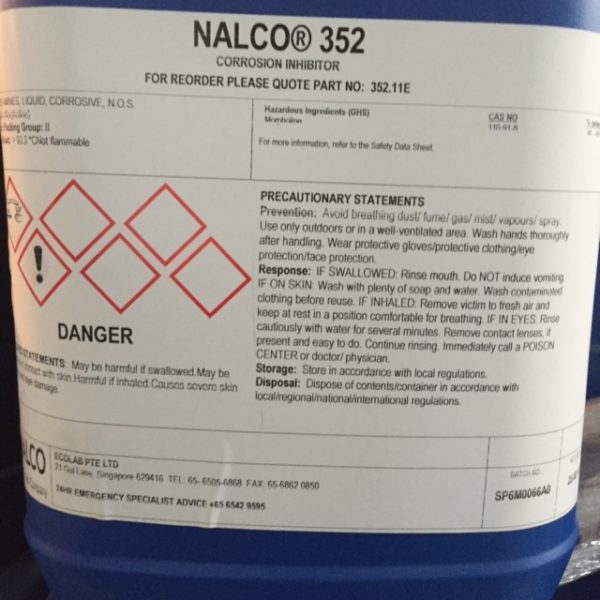 NALCO® 352
CORROSION INHIBITOR
FOR REORDER PLEASE QUOTE PART NO: 352.11E
AMINES, LIQUID, CORROSIVE, N.O.S.
Packing Group: II
>93.3 °C Not flammable
Hazardous Ingredients (GHS)
Morpholine
CAS NO
110-91-8
For more information, refer to the Safety Data Sheet.
DANGER
STATEMENTS: May be harmful if swallowed.May be
contact with skin.Harmful if inhaled.Causes severe skin
eye damage.
PRECAUTIONARY STATEMENTS
Prevention: Avoid breathing dust/ fume/ gas/ mist/ vapours/ spray.
Use only outdoors or in a well-ventilated area. Wash hands thoroughly
after handling. Wear protective gloves/protective clothing/eye
protection/face protection.
Response: IF SWALLOWED: Rinse mouth. Do NOT induce vomiting.
IF ON SKIN: Wash with plenty of soap and water. Wash contaminated
clothing before reuse. IF INHALED: Remove victim to fresh air and
keep at rest in a position comfortable for breathing. IF IN EYES: Rinse
cautiously with water for several minutes. Remove contact lenses, if
present and easy to do. Continue rinsing. Immediately call a POISON
CENTER or doctor/ physician.
Storage: Store in accordance with local regulations.
Disposal: Dispose of contents/container in accordance with
local/regional/national/international regulations.
ALCO
Company
ECOLAB PTE LTD
21 Gul Lane, Singapore 629416 TEL: 65- 6505-6868 FAX: 65-6862 0850
24HR EMERGENCY SPECIALIST ADVICE +65 6542 9595
BATCH NO.
SP6M0066A0